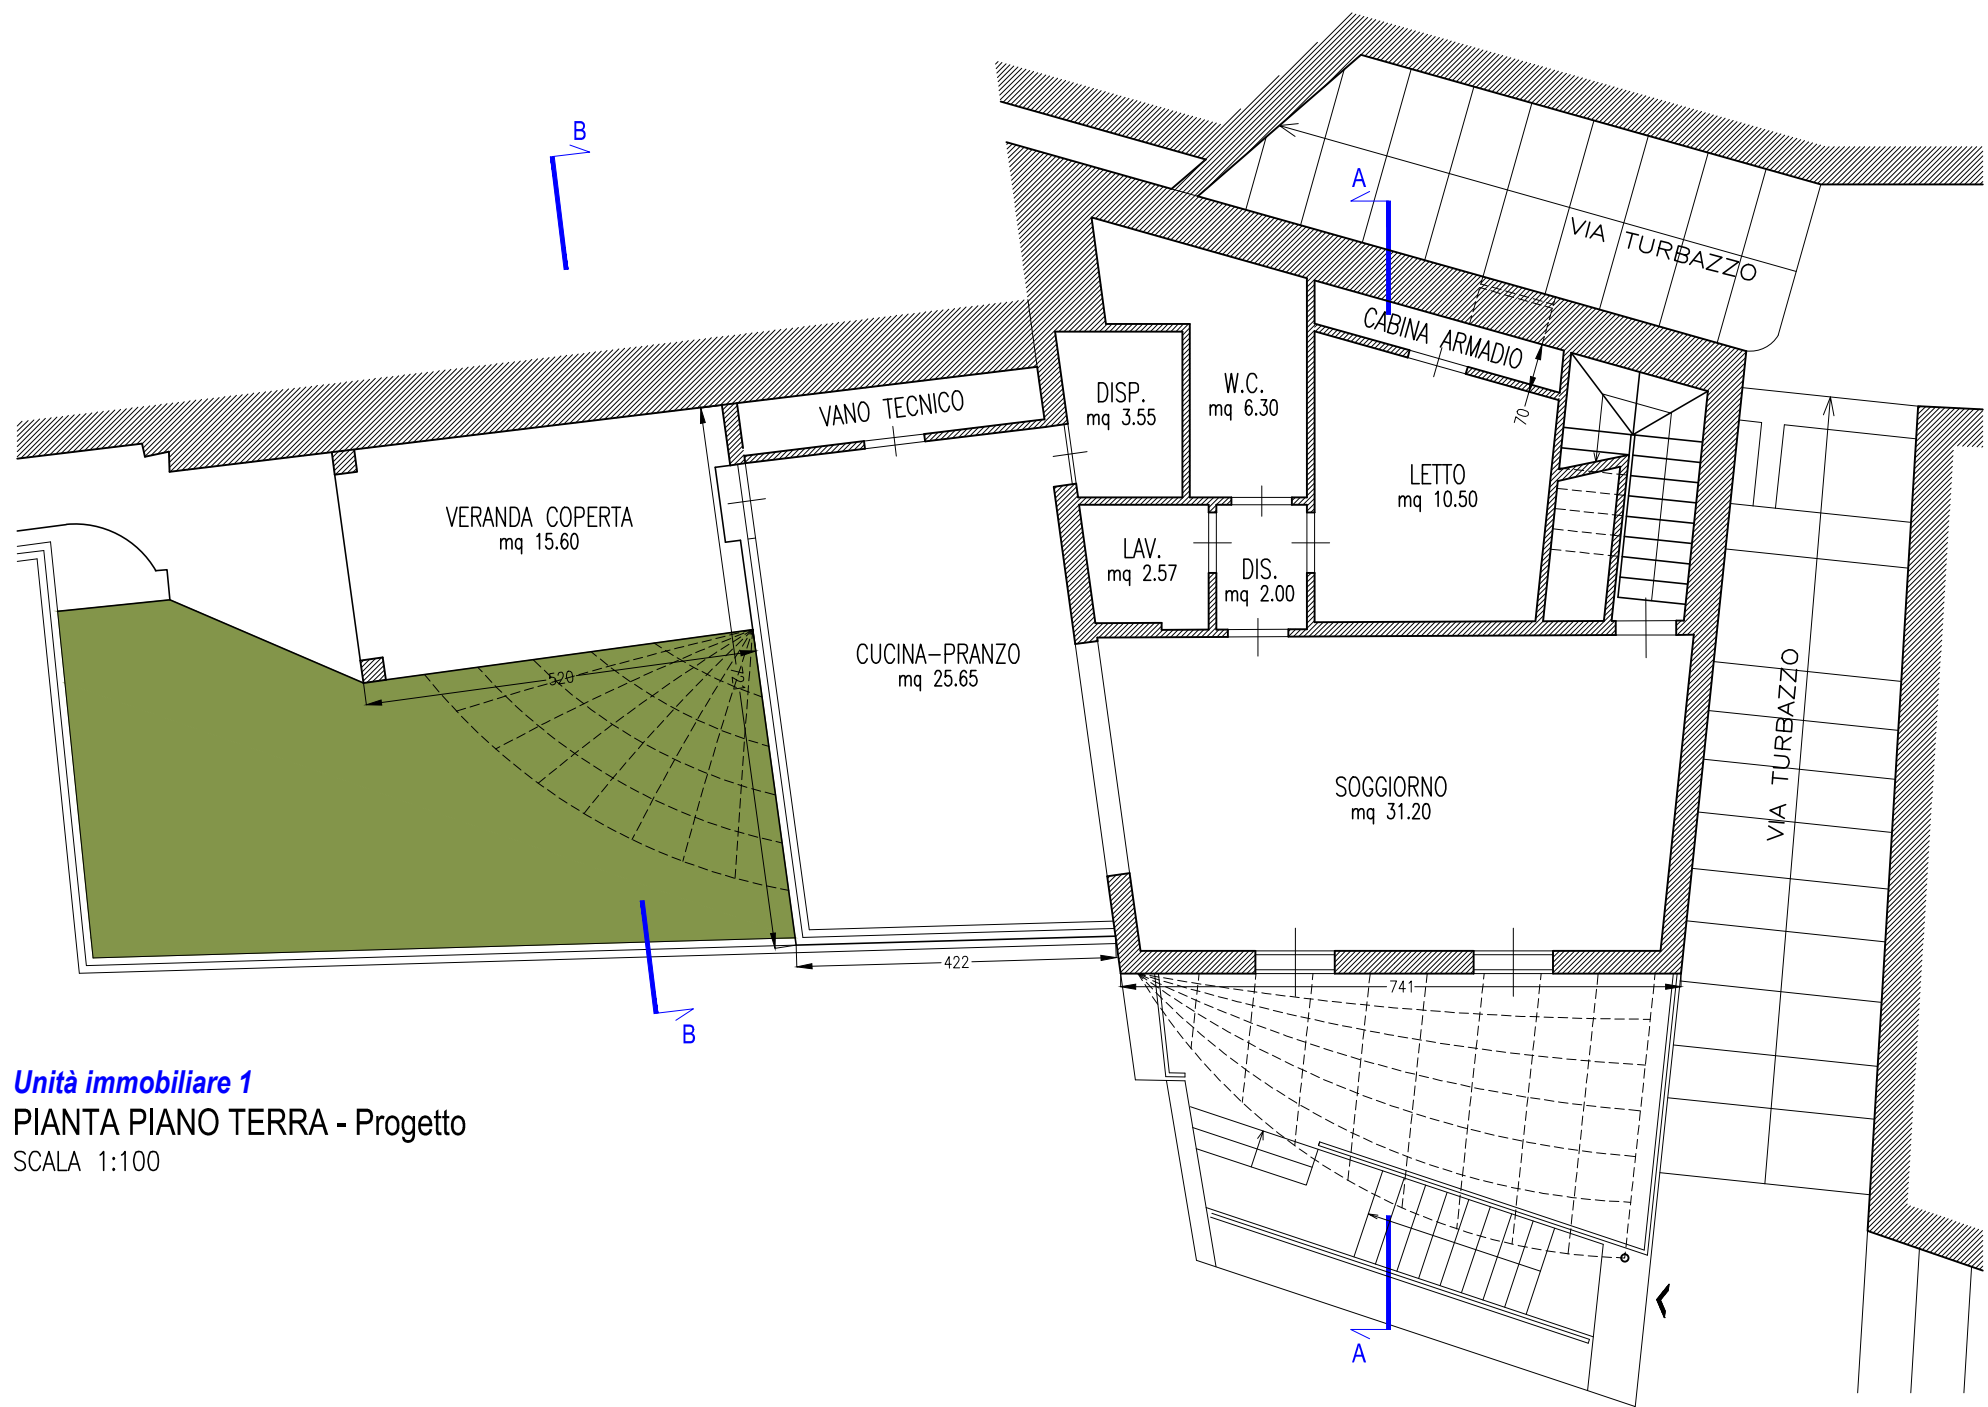 B
A
VIA TURBAZZO
CABINA ARMADIO
70
VANO TECNICO
DISP.
mq 3.55
W.C.
mq 6.30
LETTO
mq 10.50
VERANDA COPERTA
mq 15.60
LAV.
mq 2.57
DIS.
mq 2.00
CUCINA-PRANZO
mq 25.65
520
VIA TURBAZZO
SOGGIORNO
mq 31.20
422
741
B
A
Unità immobiliare 1
PIANTA PIANO TERRA - Progetto
SCALA 1:100